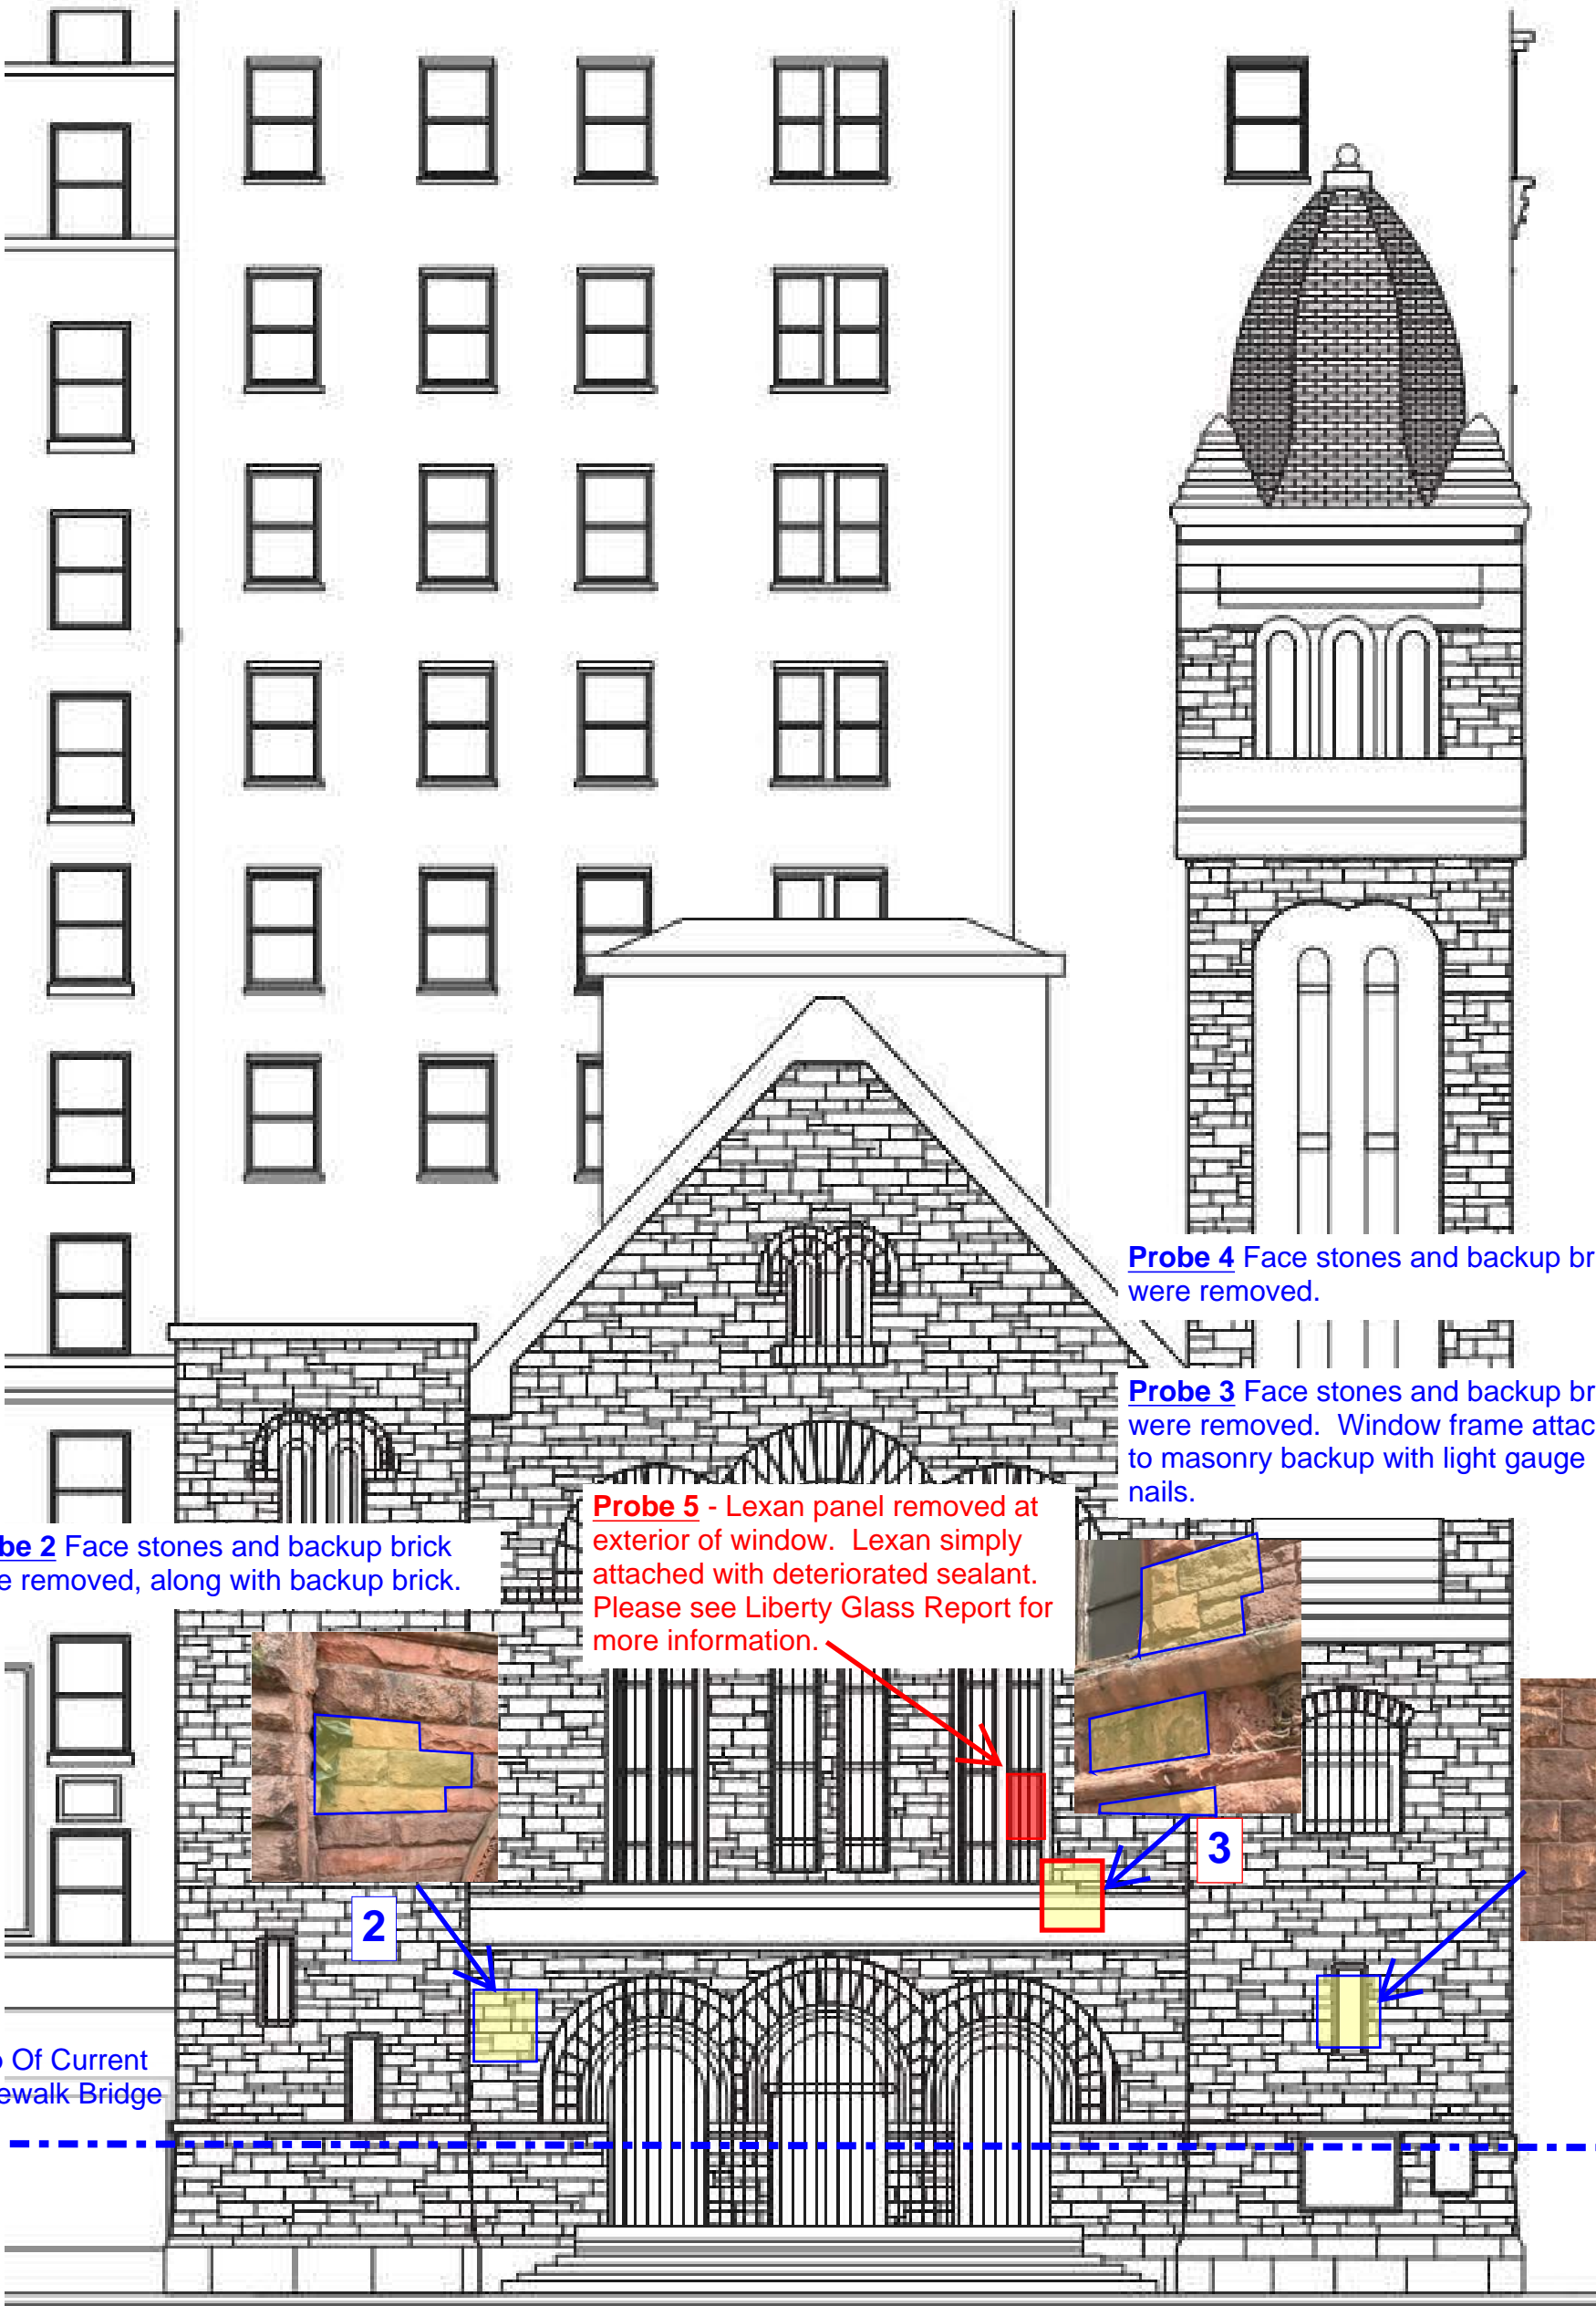 Probe 4 Face stones and backup br
were removed.
Probe 3 Face stones and backup br
were removed. Window frame attac
to masonry backup with light gauge
nails.
Probe 5 - Lexan panel removed at
exterior of window. Lexan simply
attached with deteriorated sealant.
Please see Liberty Glass Report for
more information.
be 2 Face stones and backup brick
e removed, along with backup brick.
3
2
Of Current
ewalk Bridge